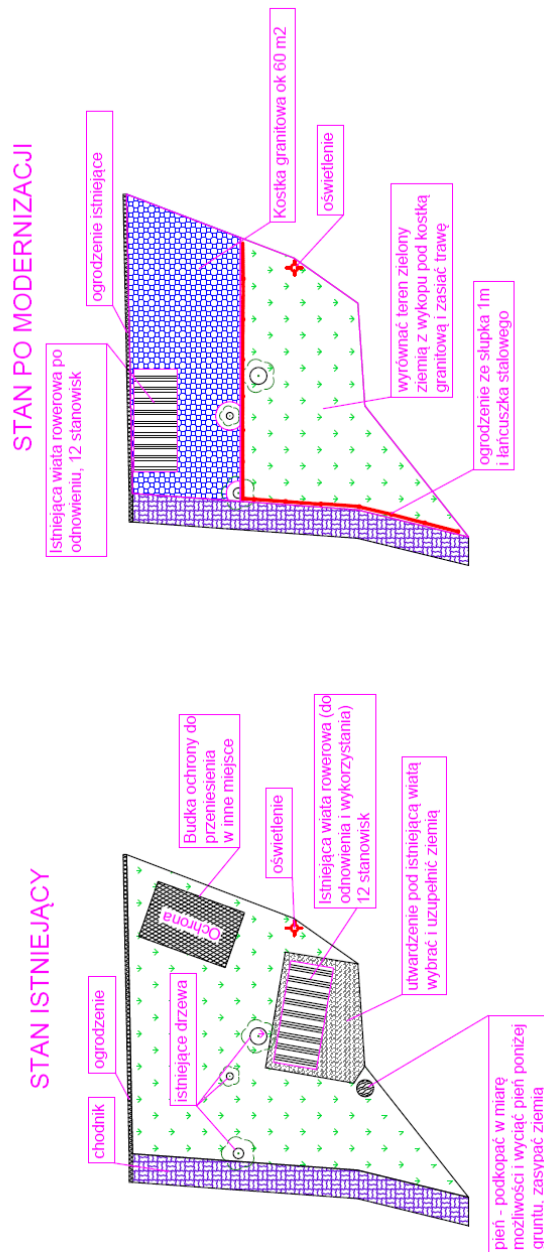 STAN ISTNIEJĄCY
chodnik
ogrodzenie
Budka ochrony do
przeniesienia
w inne miejsce
Ochrona
istniejące drzewa
oświetlenie
Istniejąca wiata rowerowa (do
odnowienia i wykorzystania)
12 stanowisk
utwardzenie pod istniejącą wiatą
wybrać i uzupełnić ziemią
pień - podkopać w miarę
możliwości i wyciąć pień poniżej
gruntu, zasypać ziemia
STAN PO MODERNIZACJI
Istniejąca wiata rowerowa po
odnowieniu, 12 stanowisk
ogrodzenie istniejące
Kostka granitowa ok 60 m2
oświetlenie
wyrównać teren zielony
ziemią z wykopu pod kostką
granitową i zasiać trawę
ogrodzenie ze słupka 1m
i łańcuszka stalowego